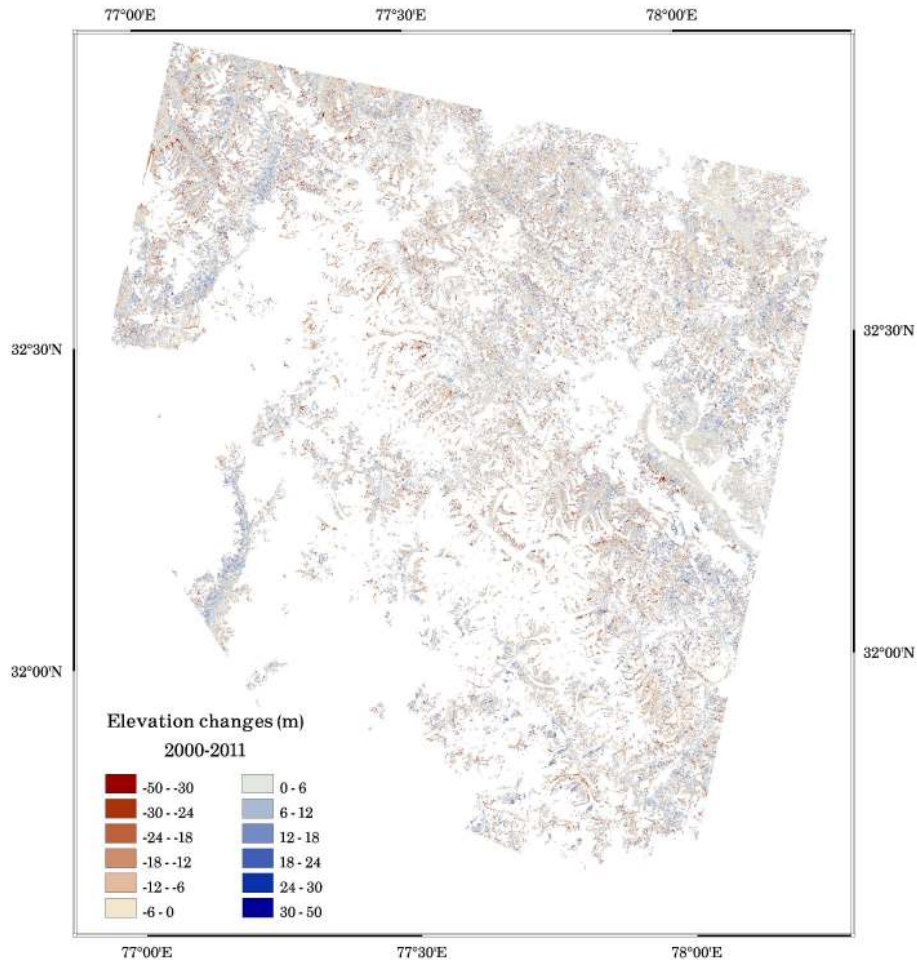 77°00'E 77°30'E 78°00'E
32°30'N
32°30'N
32°00'N
32°00'N
Elevation changes (m)
2000-2011
-50 - -30 0 - 6
-30 - -24 6 - 12
-24 - -18 12 - 18
-18 - -12 18 - 24
-12 - -6 24 - 30
-6 - 0 30 - 50
77°00'E 77°30'E 78°00'E